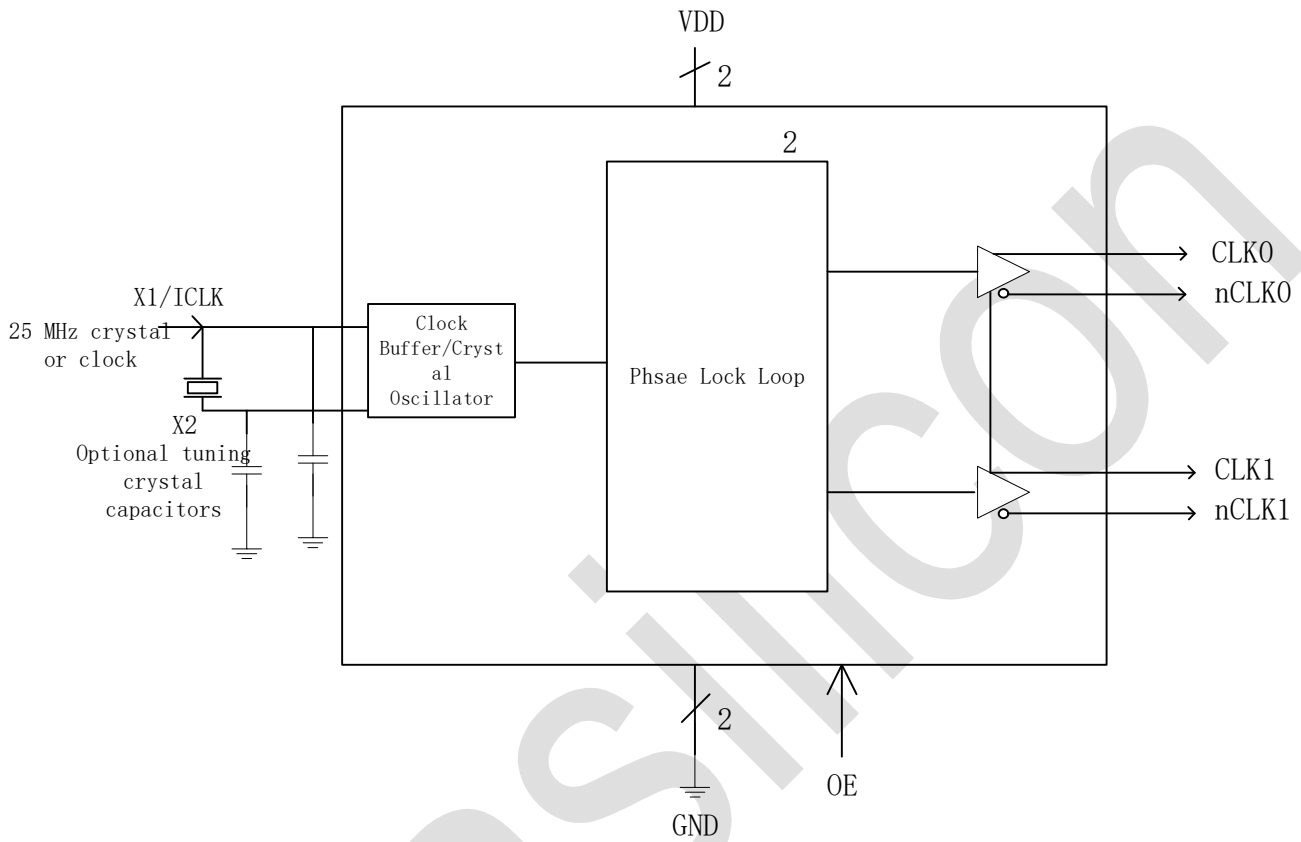 VDD
2
2
X1/ICLK
25 MHz crystal
or clock
X2
Optional tuning
crystal
capacitors
Clock
Buffer/Cryst
al
Oscillator
Phsae Lock Loop
CLK0
nCLK0
CLK1
nCLK1
2
GND
OE